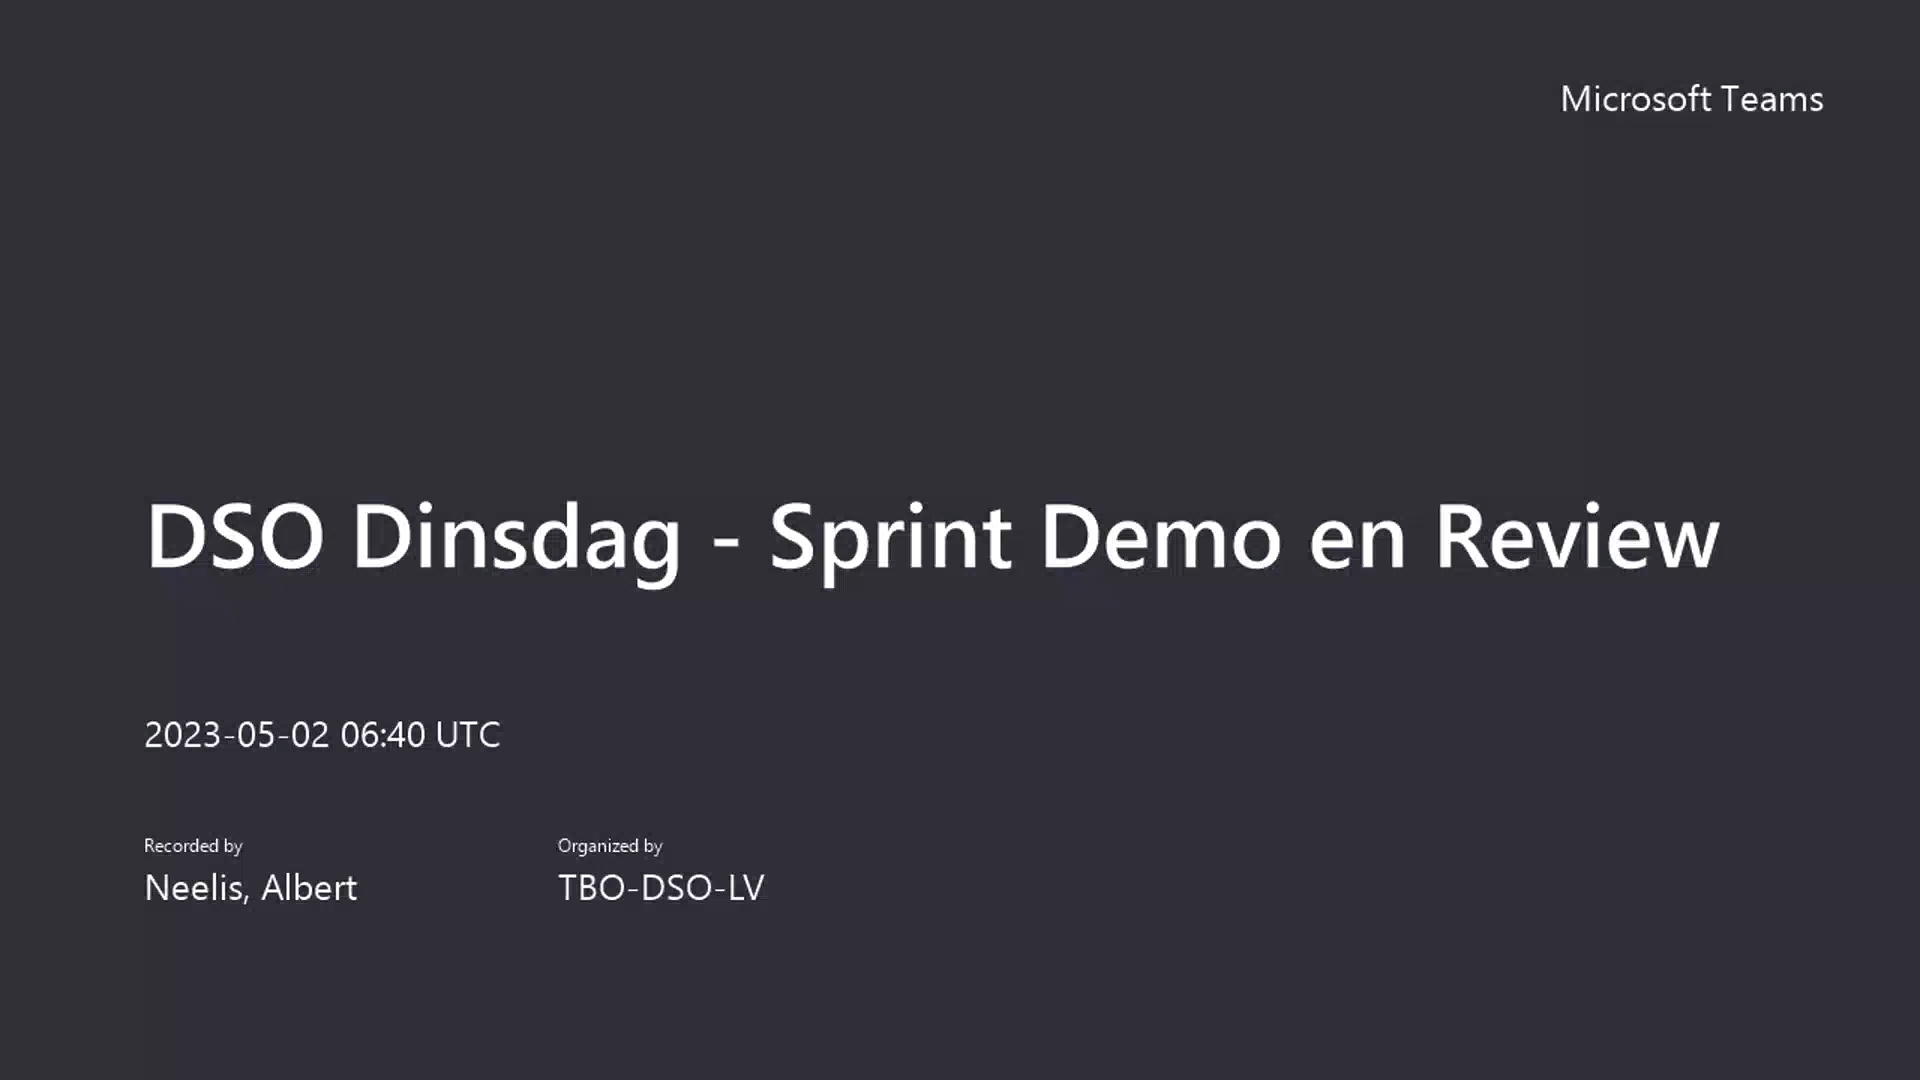 Microsoft Teams
DSO Dinsdag - Sprint Demo en Review
2023-05-02 06:40 UTC
Recorded by
Neelis, Albert
Organized by
TBO-DSO-LV